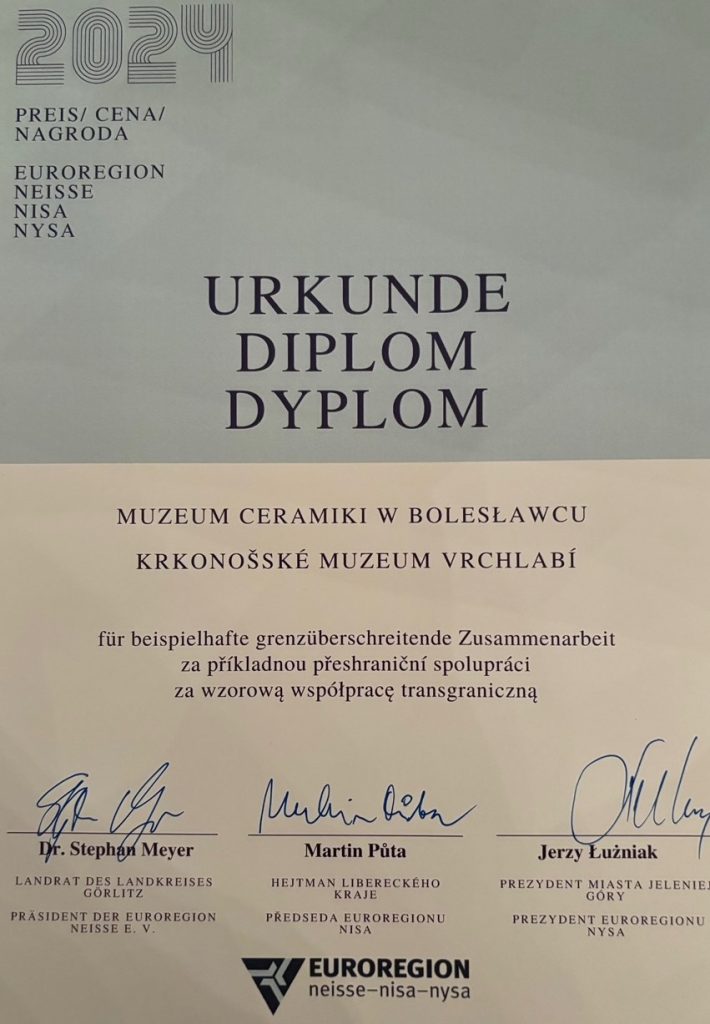 2024
PREIS/ CENA/
NAGRODA
EUROREGION
NEISSE
NISA
NYSA
URKUNDE
DIPLOM
DYPLOM
MUZEUM CERAMIKI W BOLESŁAWCU
KRKONOŠSKÉ MUZEUM VRCHLABÍ
für beispielhafte grenzüberschreitende Zusammenarbeit
za příkladnou přeshraniční spolupráci
za wzorową współpracę transgraniczną
Dr. Stephan Meyer
LANDRAT DES LANDKREISES
GÖRLITZ
PRÄSIDENT DER EUROREGION
NEISSE E. V.
Martin Půta
HEJTMAN LIBERECKÉHO
KRAJE
PŘEDSEDA EUROREGIONU
NISA
Jerzy Łużniak
PREZYDENT MIASTA JELENIEJ
GÓRY
PREZYDENT EUROREGIONU
NYSA
EUROREGION
neisse–nisa–nysa